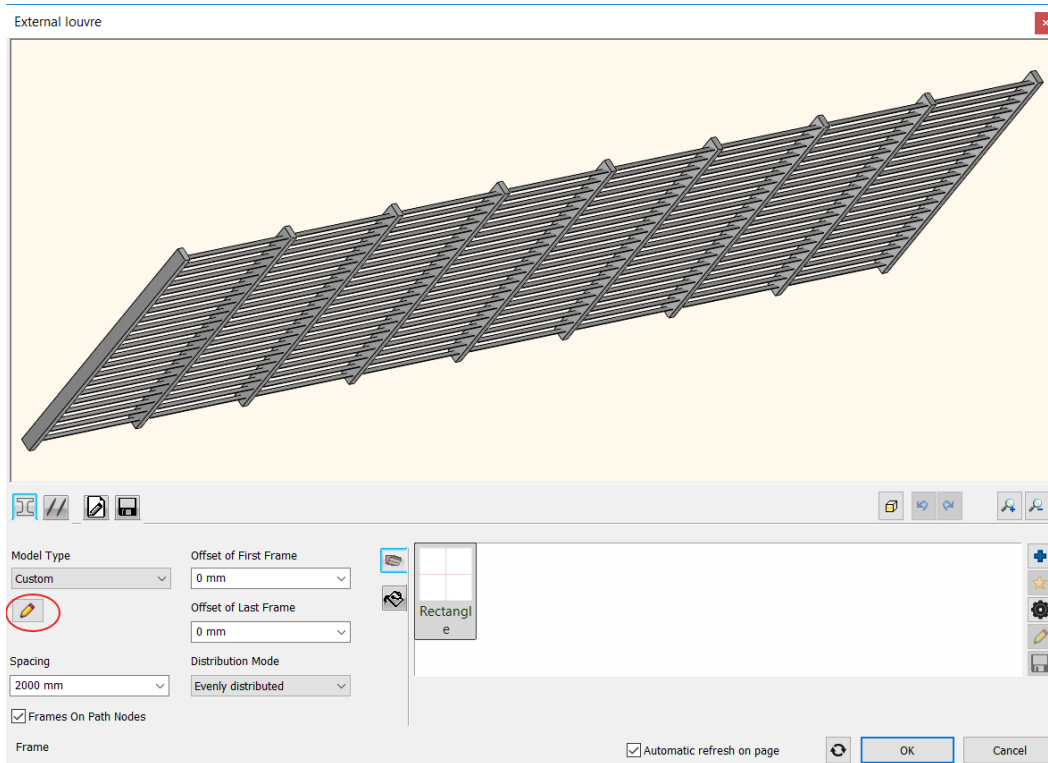 External louvre
Model Type
Custom
Offset of First Frame
0 mm
Offset of Last Frame
0 mm
Spacing
2000 mm
Distribution Mode
Evenly distributed
Frames On Path Nodes
Rectangl
e
Frame
Automatic refresh on page
OK
Cancel